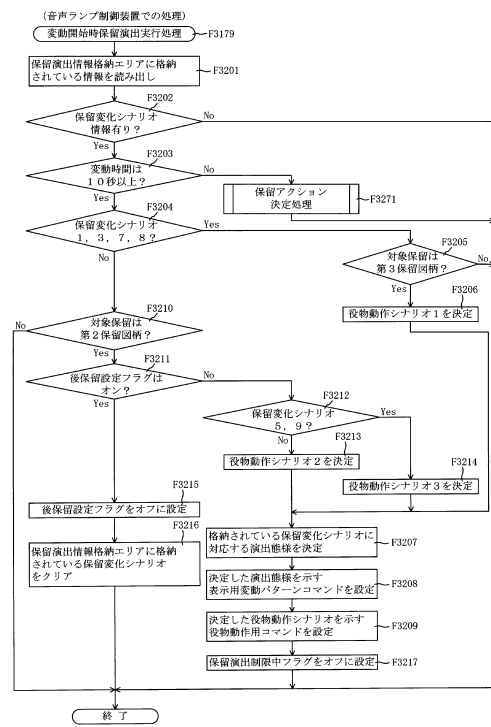 (音声ランプ制御装置での処理)
変動開始時保留演出実行処理
F3179
保留演出情報格納エリアに格納
されている情報を読み出し
F3201
F3202
保留変化シナリオ
情報有り?
No
Yes
F3203
変動時間は
10秒以上?
No
Yes
保留アクション
決定処理
F3271
F3204
保留変化シナリオ
1,3,7,8?
Yes
No
F3205
対象保留は
第3保留図柄?
No
Yes
F3206
役物動作シナリオ1を決定
F3210
対象保留は
第2保留図柄?
No
Yes
F3211
後保留設定フラグは
オン?
No
Yes
F3212
保留変化シナリオ
5,9?
Yes
No
F3213
役物動作シナリオ2を決定
F3214
役物動作シナリオ3を決定
F3215
後保留設定フラグをオフに設定
F3216
保留演出情報格納エリアに格納
されている保留変化シナリオ
をクリア
格納されている保留変化シナリオに
対応する演出態様を決定
F3207
決定した演出態様を示す
表示用変動パターンコマンドを設定
F3208
決定した役物動作シナリオを示す
役物動作用コマンドを設定
F3209
保留演出制限中フラグをオフに設定
F3217
終了